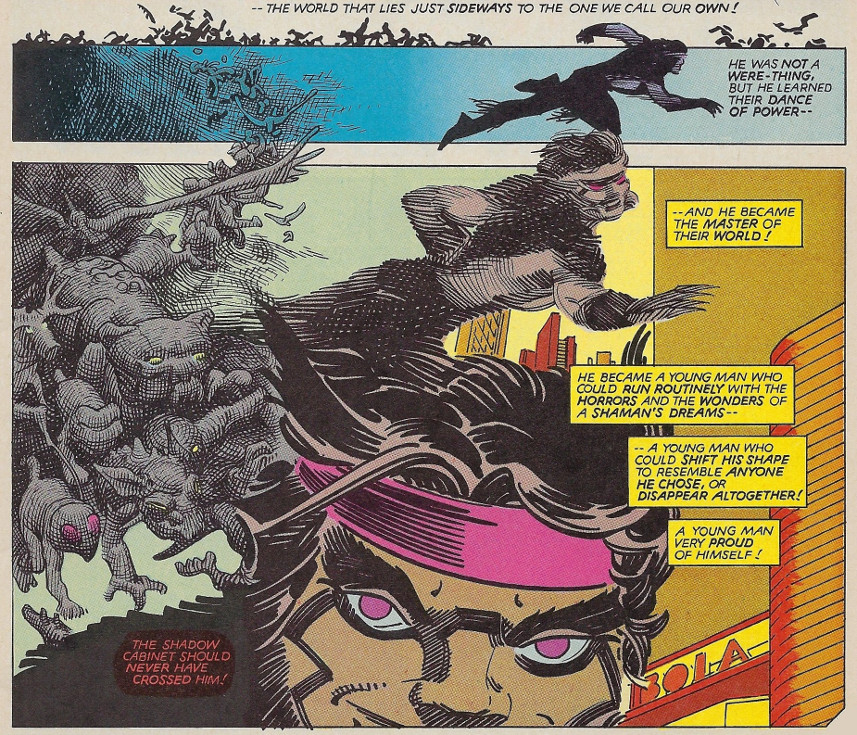 -- THE WORLD THAT LIES JUST SIDEWAYS TO THE ONE WE CALL OUR OWN!
HE WAS NOT A
WERE-THING,
BUT HE LEARNED
THEIR DANCE
OF POWER--
--AND HE BECAME
THE MASTER OF
THEIR WORLD!
HE BECAME A YOUNG MAN WHO
COULD RUN ROUTINELY WITH THE
HORRORS AND THE WONDERS OF
A SHAMAN'S DREAMS--
-- A YOUNG MAN WHO
COULD SHIFT HIS SHAPE
TO RESEMBLE ANYONE
HE CHOSE, OR
DISAPPEAR ALTOGETHER!
A YOUNG MAN
VERY PROUD
OF HIMSELF!
THE SHADOW
CABINET SHOULD
NEVER HAVE
CROSSED HIM!
BOLA